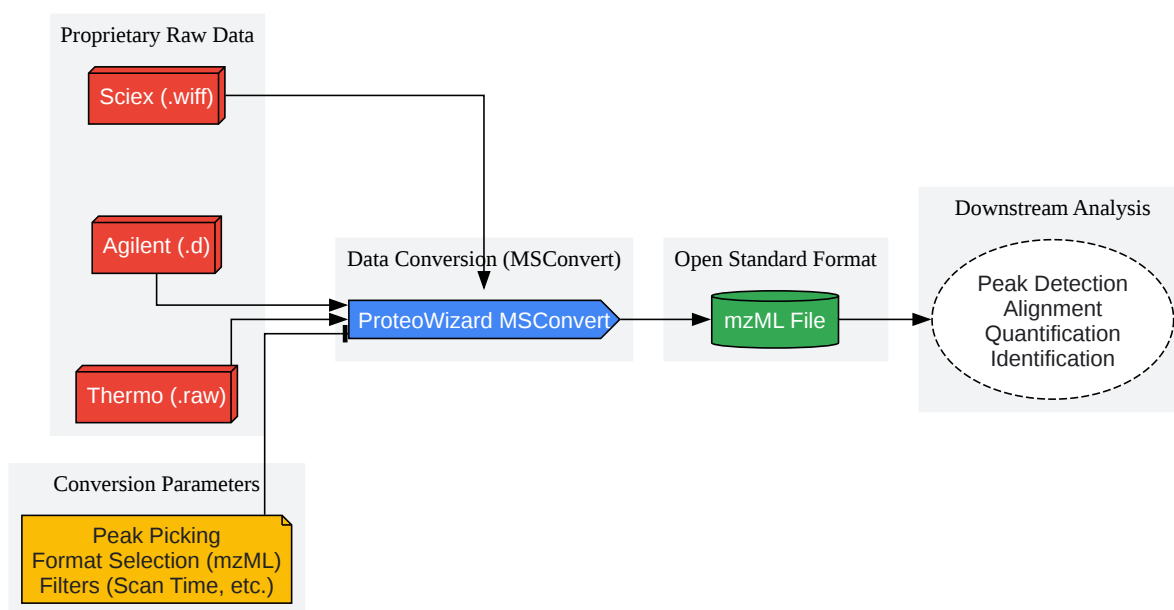 Proprietary Raw Data
Sciex (.wiff)
Agilent (.d)
Thermo (.raw)
Conversion Parameters
Peak Picking
Format Selection (mzML)
Filters (Scan Time, etc.)
Data Conversion (MSConvert)
ProteoWizard MSConvert
Open Standard Format
mzML File
Downstream Analysis
Peak Detection
Alignment
Quantification
Identification